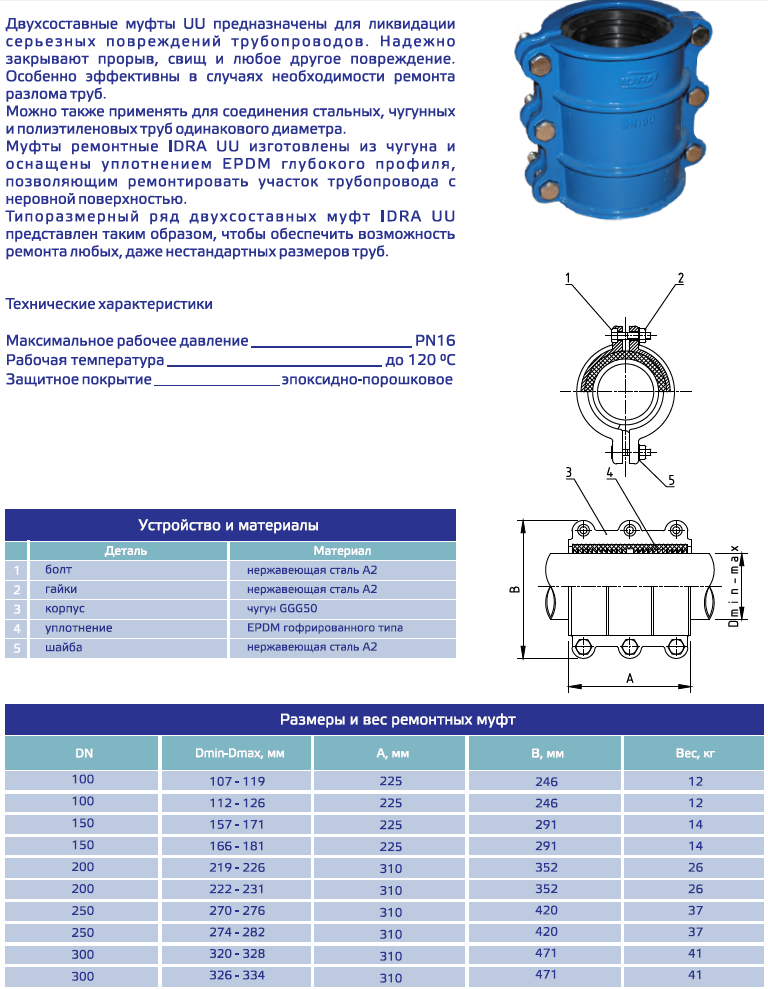 Двухсоставные муфты UU предназначены для ликвидации
серьезных повреждений трубопроводов. Надежно
закрывают прорыв, свищ и любое другое повреждение.
Особенно эффективны в случаях необходимости ремонта
разлома труб.
Можно также применять для соединения стальных, чугунных
и полиэтиленовых труб одинакового диаметра.
Муфты ремонтные IDRA UU изготовлены из чугуна и
оснащены уплотнением EPDM глубокого профиля,
позволяющим ремонтировать участок трубопровода с
неровной поверхностью.
Типоразмерный ряд двухсоставных муфт IDRA UU
представлен таким образом, чтобы обеспечить возможность
ремонта любых, даже нестандартных размеров труб.
DN100
Технические характеристики
Максимальное рабочее давление PN16
Рабочая температура до 120 ºC
Защитное покрытие эпоксидно-порошковое
1 2
5
3 4
B
Dmin-max
A
Устройство и материалы
Деталь Материал
1 болт нержавеющая сталь А2
2 гайки нержавеющая сталь А2
3 корпус чугун GGG50
4 уплотнение EPDM гофрированного типа
5 шайба нержавеющая сталь А2
Размеры и вес ремонтных муфт
DN Dmin-Dmax, мм А, мм В, мм Вес, кг
100 107 - 119 225 246 12
100 112 - 126 225 246 12
150 157 - 171 225 291 14
150 166 - 181 225 291 14
200 219 - 226 310 352 26
200 222 - 231 310 352 26
250 270 - 276 310 420 37
250 274 - 282 310 420 37
300 320 - 328 310 471 41
300 326 - 334 310 471 41